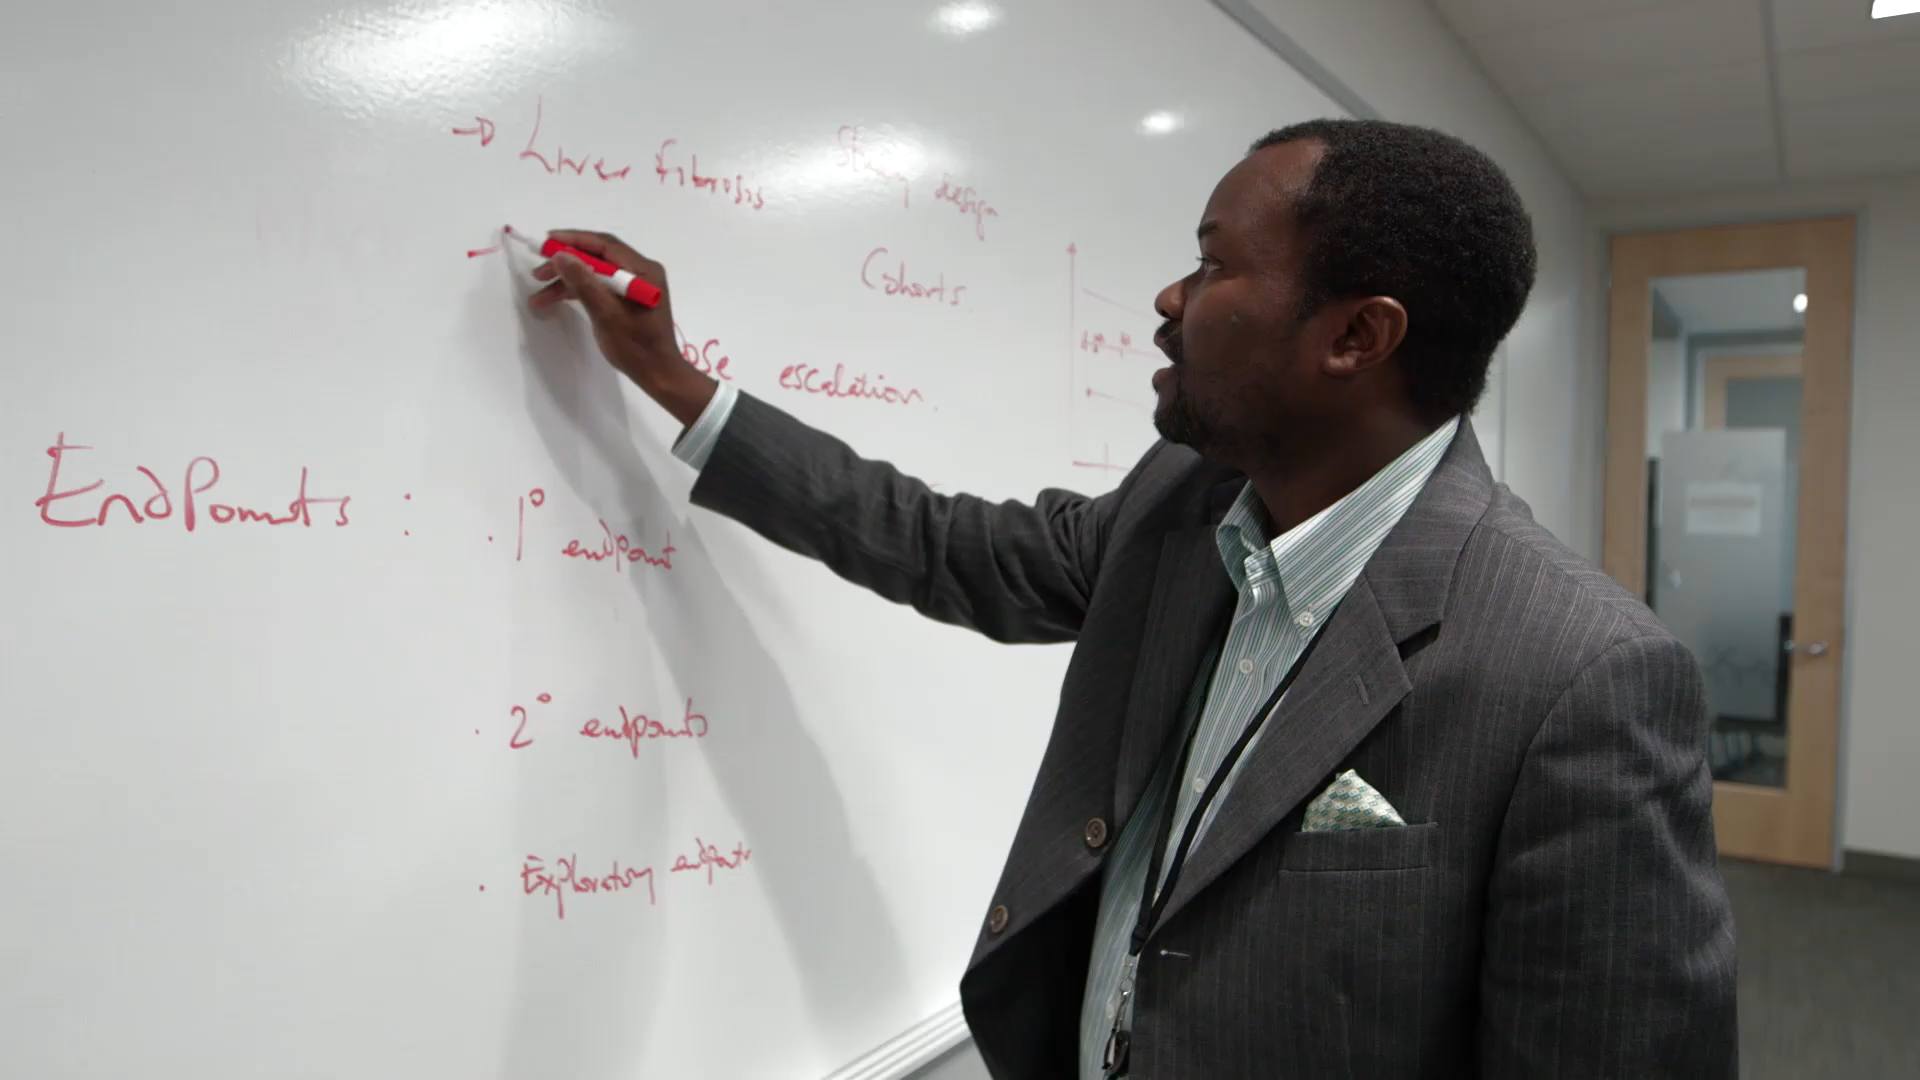 → Liver fibrosis
Study design
Cohorts
Dose escalation.
Endpoints :
· 1° endpoint
· 2° endpoints
· Exploratory endpoints